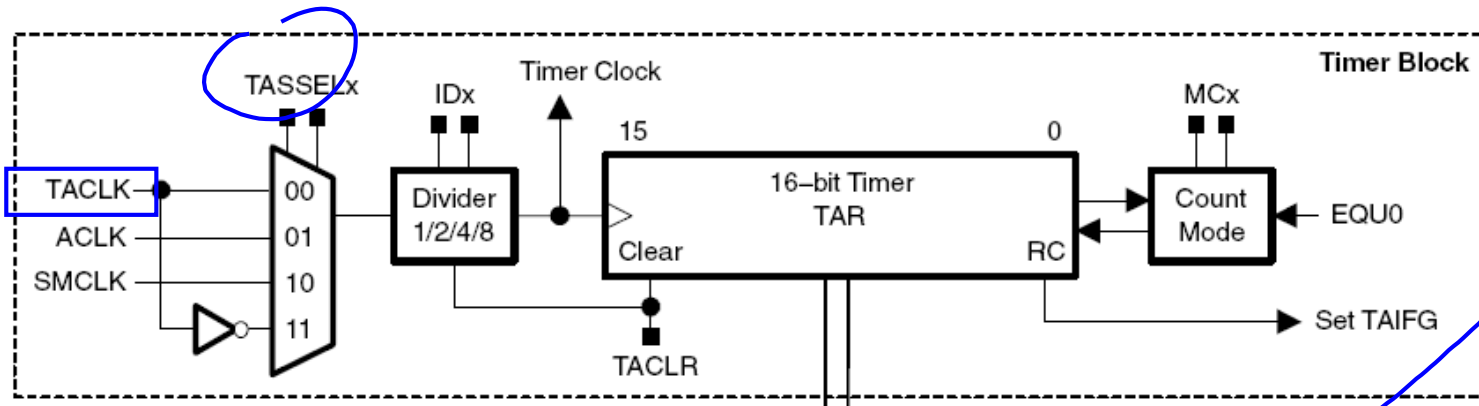 Timer Block
TASSELx
IDx
Timer Clock
MCx
15
0
TACLK
00
Divider
1/2/4/8
16–bit Timer
TAR
Count
Mode
EQU0
ACLK
01
Clear
RC
SMCLK
10
11
Set TAIFG
TACLR